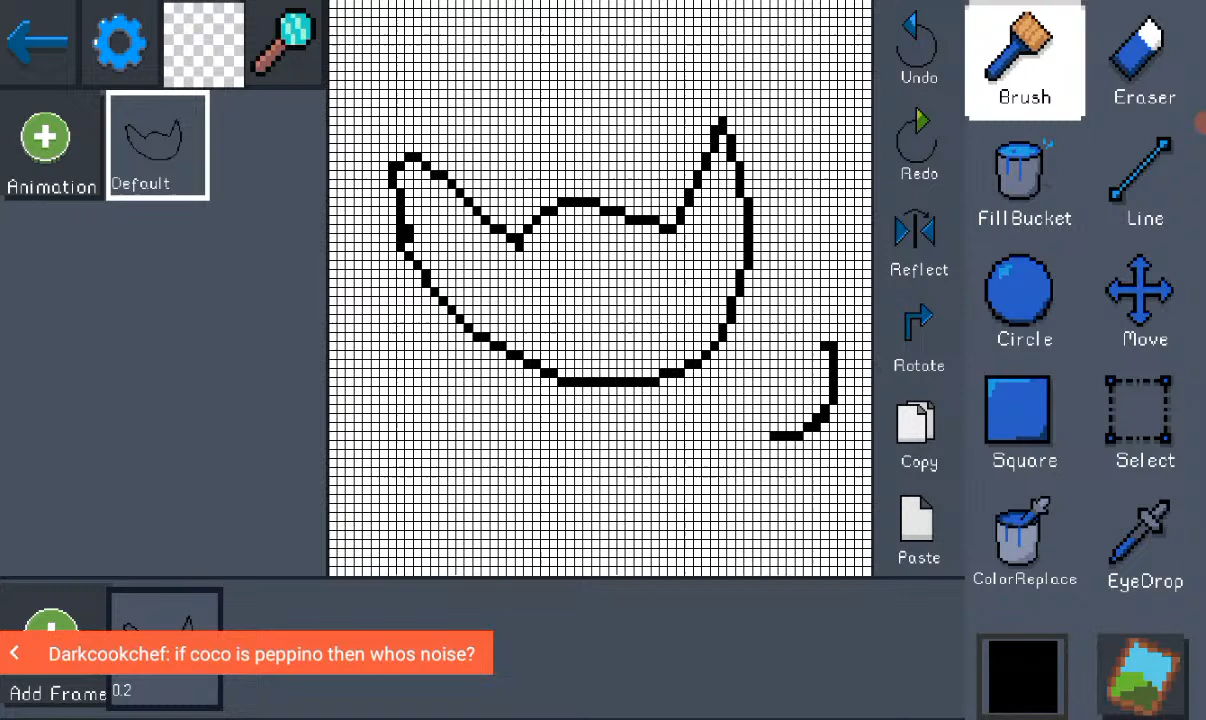 Animation
Default
Undo
Redo
Reflect
Rotate
Copy
Paste
Brush
Eraser
FillBucket
Line
Circle
Move
Square
Select
ColorReplace
EyeDrop
Darkcookchef: if coco is peppino then whos noise?
Add Frame
0.2